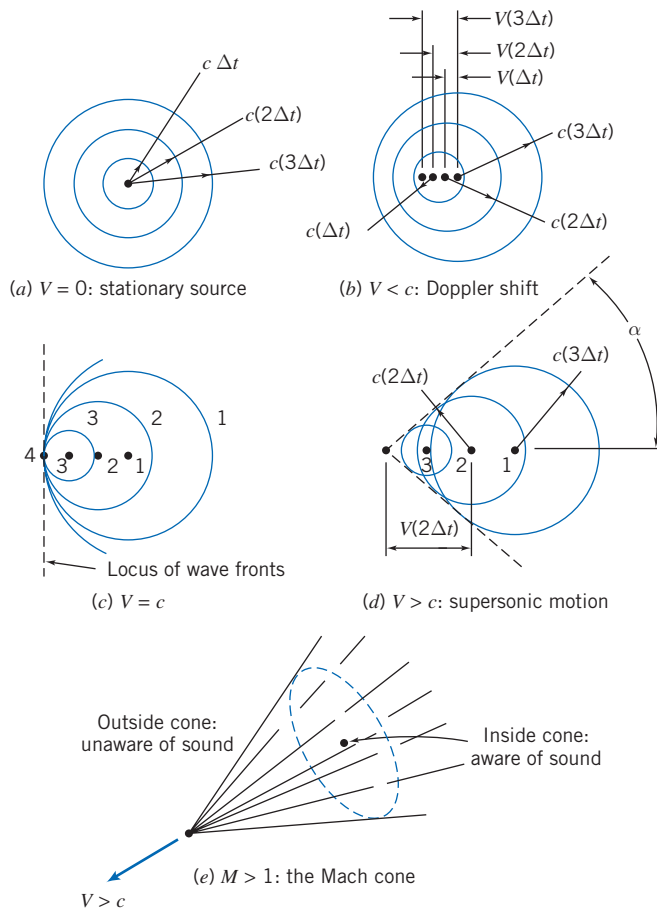 c Δt
c(2Δt)
c(3Δt)
(a) V = 0: stationary source
V(3Δt)
V(2Δt)
V(Δt)
c(3Δt)
c(Δt)
c(2Δt)
(b) V < c: Doppler shift
3 2 1
4 3 2 1
Locus of wave fronts
(c) V = c
α
c(2Δt)
c(3Δt)
3 2 1
V(2Δt)
(d) V > c: supersonic motion
Outside cone:
unaware of sound
Inside cone:
aware of sound
V > c
(e) M > 1: the Mach cone